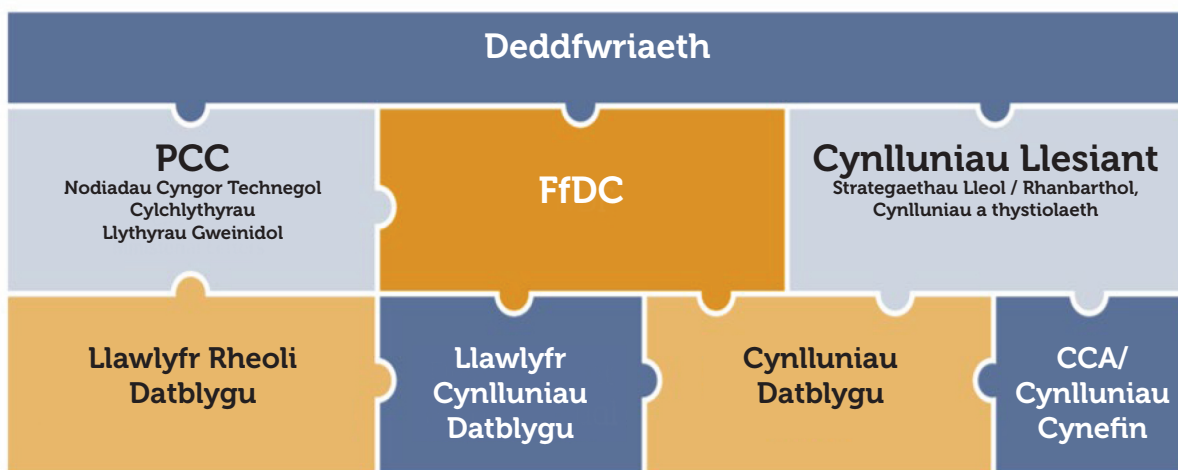 Deddfwriaeth
PCC
Nodiadau Cyngor Technegol
Cylchlythyrau
Llythyrau Gweinidol
FfDC
Cynlluniau Llesiant
Strategaethau Lleol / Rhanbarthol,
Cynlluniau a thystiolaeth
Llawlyfr Rheoli
Datblygu
Llawlyfr
Cynlluniau
Datblygu
Cynlluniau
Datblygu
CCA/
Cynlluniau
Cynefin